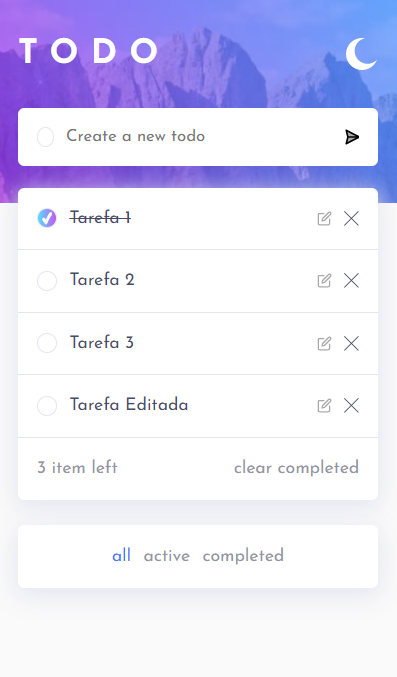 TODO
Create a new todo
Tarefa 1
Tarefa 2
Tarefa 3
Tarefa Editada
3 item left clear completed
all active completed